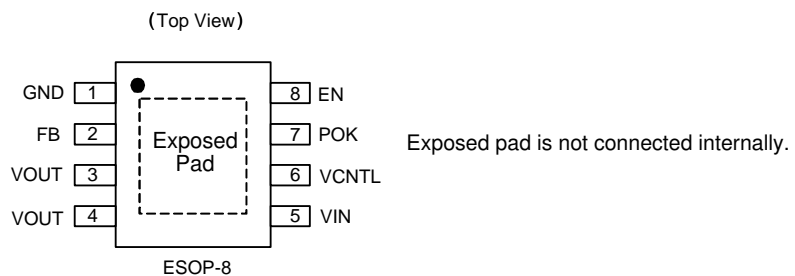 (Top View)
GND 1
8 EN
FB 2
7 POK
VOUT 3
6 VCNTL
VOUT 4
5 VIN
Exposed
Pad
Exposed pad is not connected internally.
ESOP-8